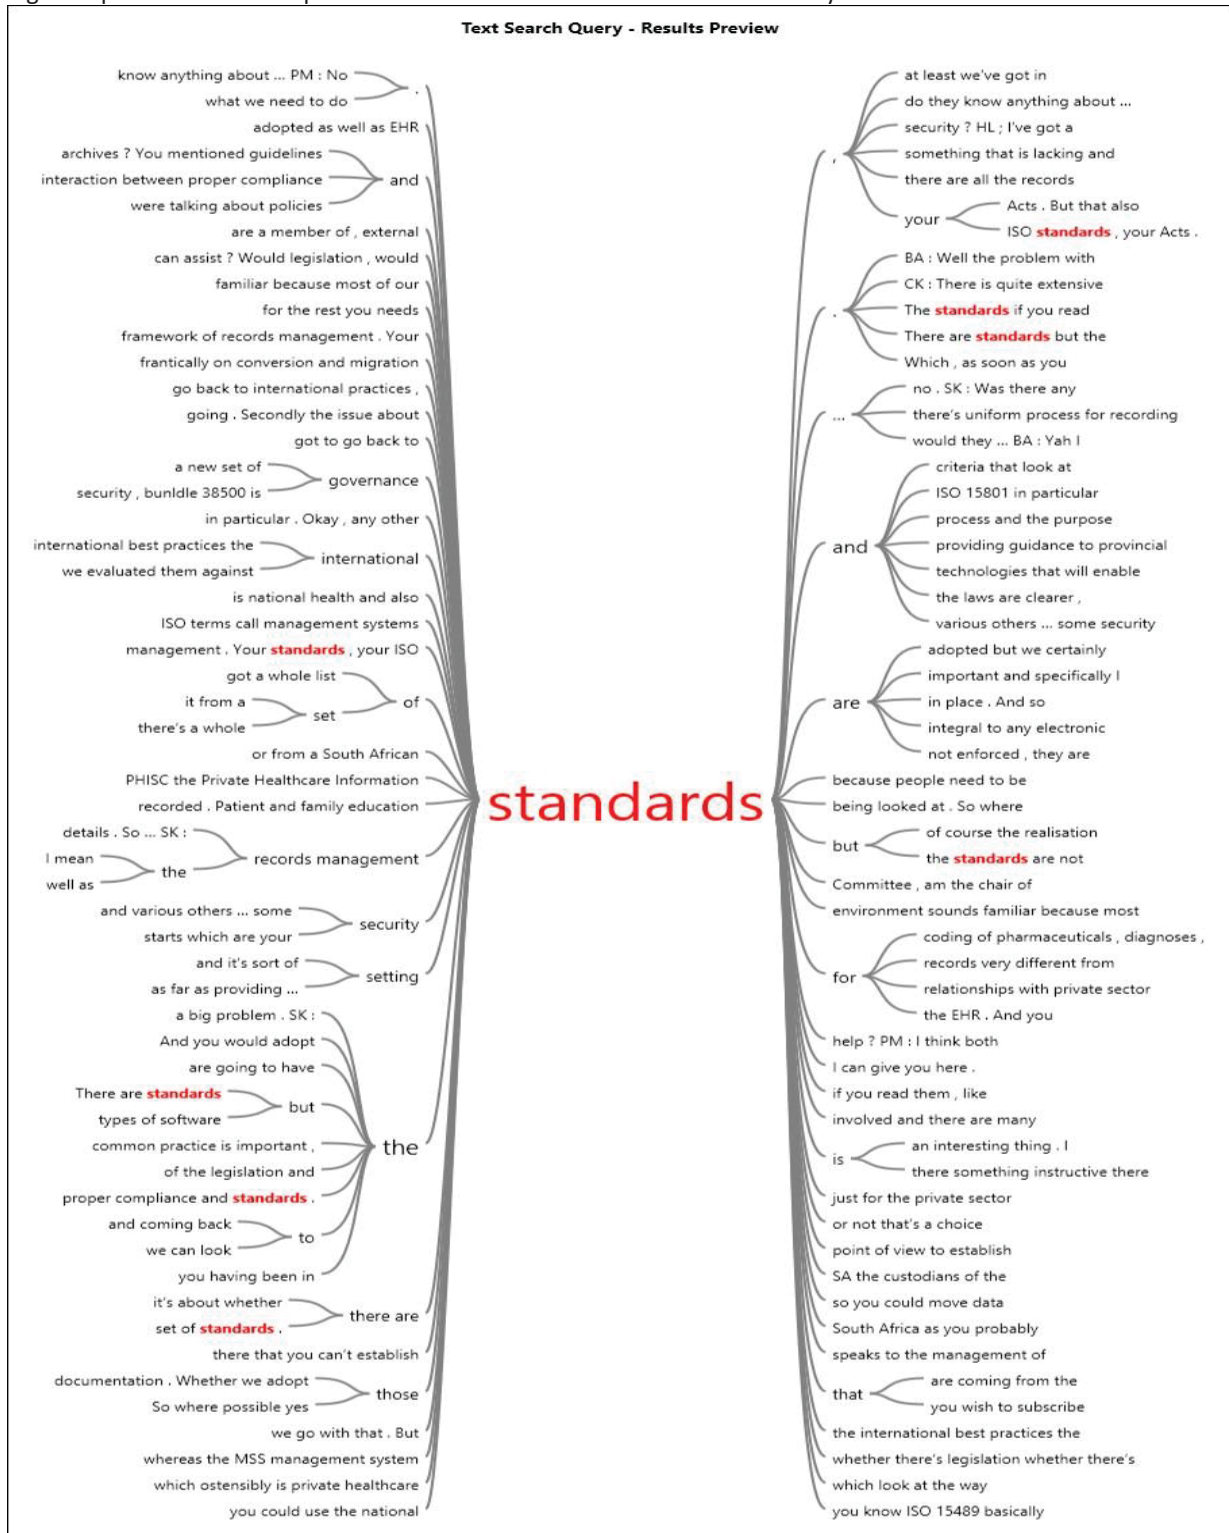 Text Search Query - Results Preview
know anything about ... PM : No
what we need to do
.
adopted as well as EHR
archives ? You mentioned guidelines
interaction between proper compliance
and
were talking about policies
are a member of , external
can assist ? Would legislation , would
familiar because most of our
for the rest you needs
framework of records management . Your
frantically on conversion and migration
go back to international practices ,
going . Secondly the issue about
got to go back to
a new set of
governance
security , bunldle 38500 is
in particular . Okay , any other
international best practices the
international
we evaluated them against
is national health and also
ISO terms call management systems
management . Your standards , your ISO
got a whole list
of
it from a
set
there's a whole
or from a South African
PHISC the Private Healthcare Information
recorded . Patient and family education
details . So ... SK :
records management
I mean
the
well as
and various others ... some
security
starts which are your
and it's sort of
setting
as far as providing ...
a big problem . SK :
And you would adopt
are going to have
There are standards
but
types of software
the
common practice is important ,
of the legislation and
proper compliance and standards .
and coming back
to
we can look
you having been in
it's about whether
there are
set of standards .
there that you can't establish
documentation . Whether we adopt
those
So where possible yes
we go with that . But
whereas the MSS management system
which ostensibly is private healthcare
you could use the national
standards
at least we've got in
do they know anything about ...
security ? HL ; I've got a
,
something that is lacking and
there are all the records
your
Acts . But that also
ISO standards , your Acts .
BA : Well the problem with
CK : There is quite extensive
.
The standards if you read
There are standards but the
Which , as soon as you
no . SK : Was there any
...
there's uniform process for recording
would they ... BA : Yah I
criteria that look at
ISO 15801 in particular
process and the purpose
and
providing guidance to provincial
technologies that will enable
the laws are clearer ,
various others ... some security
adopted but we certainly
important and specifically I
are
in place . And so
integral to any electronic
not enforced , they are
because people need to be
being looked at . So where
but
of course the realisation
the standards are not
Committee , am the chair of
environment sounds familiar because most
coding of pharmaceuticals , diagnoses ,
for
records very different from
relationships with private sector
the EHR . And you
help ? PM : I think both
I can give you here .
if you read them , like
involved and there are many
is
an interesting thing . I
there something instructive there
just for the private sector
or not that's a choice
point of view to establish
SA the custodians of the
so you could move data
South Africa as you probably
speaks to the management of
that
are coming from the
you wish to subscribe
the international best practices the
whether there's legislation whether there's
which look at the way
you know ISO 15489 basically